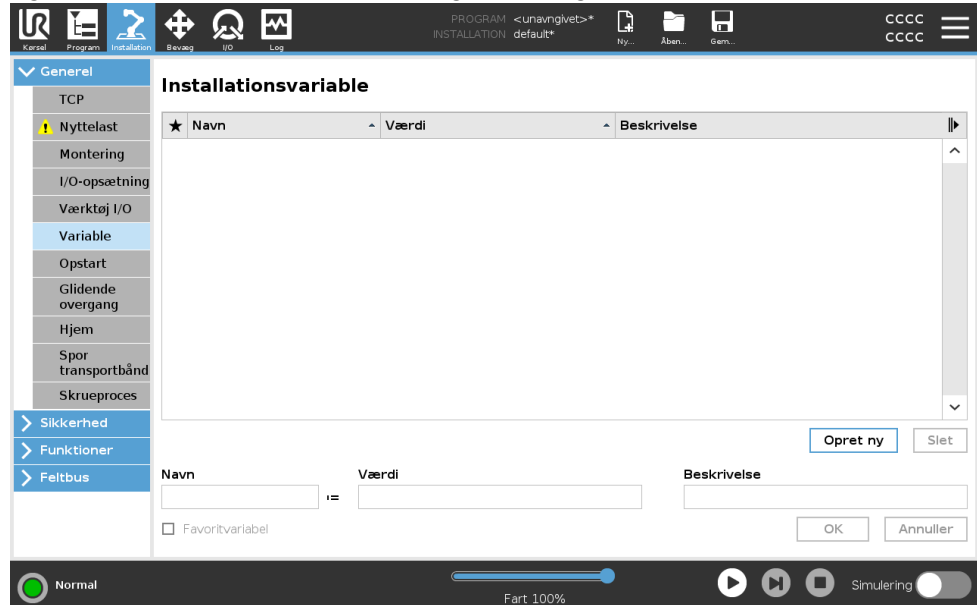 PROGRAM <unavngivet>*
INSTALLATION default*
UR
Kørsel Program Installation Bevæg I/O Log Ny... Åben... Gem...
cccc
cccc
Generel
TCP
Nyttelast
Montering
I/O-opsætning
Værktøj I/O
Variable
Opstart
Glidende
overgang
Hjem
Spor
transportbånd
Skrueproces
Sikkerhed
Funktioner
Feltbus
Installationsvariable
Navn Værdi Beskrivelse
Opret ny Slet
Navn Værdi Beskrivelse
:=
Favoritvariabel
OK Annuller
Normal
Fart 100%
Simulering